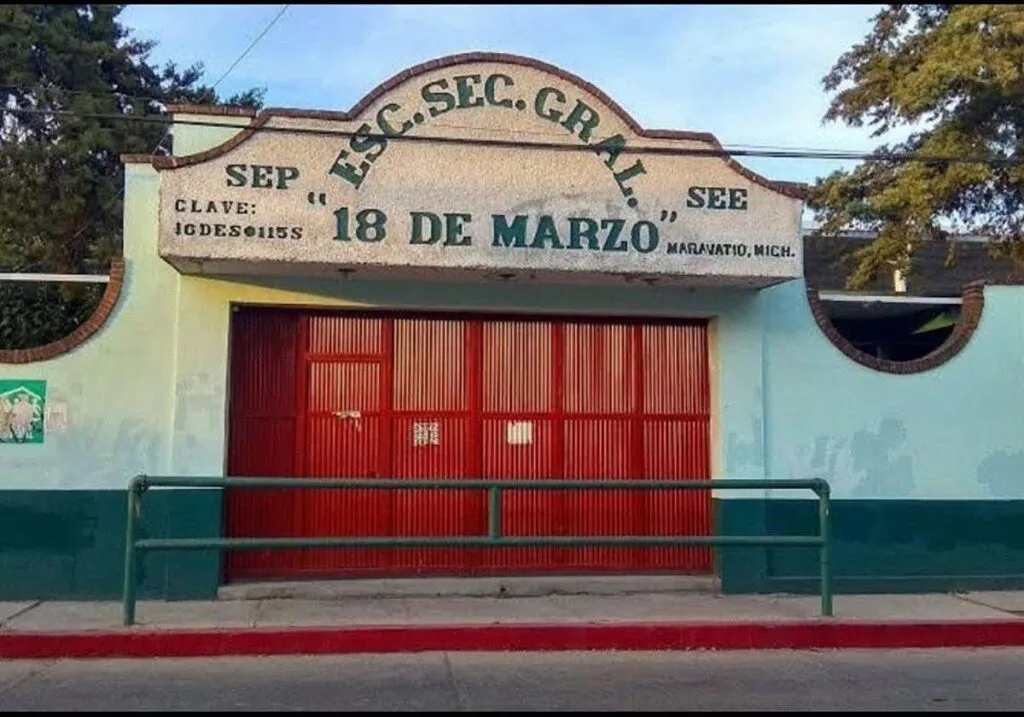 ESC. SEC. GRAL.
SEP
SEE
CLAVE:
16DES0115S
"18 DE MARZO"
MARAVATIO, MICH.